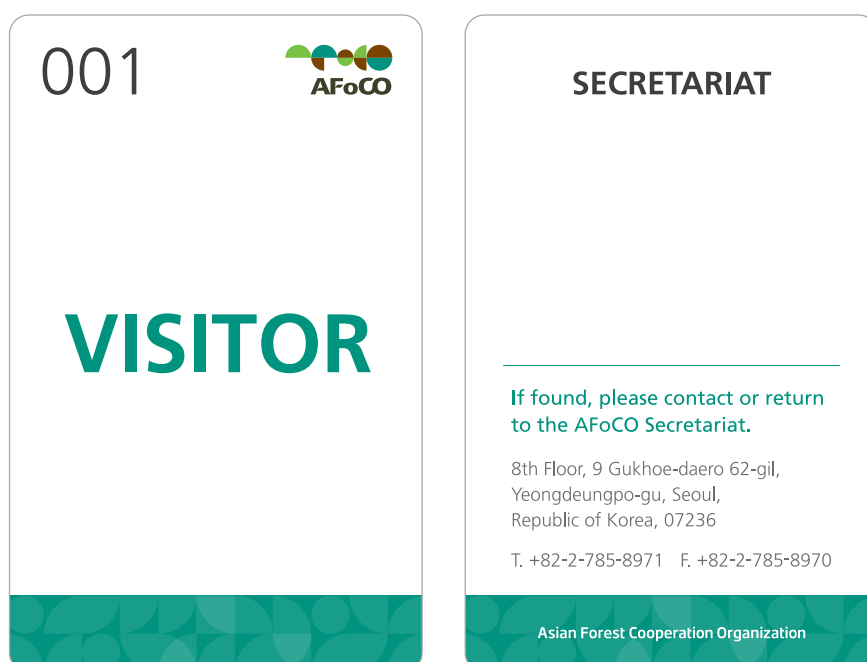 001
AFoCO
VISITOR
SECRETARIAT
If found, please contact or return
to the AFoCO Secretariat.
8th Floor, 9 Gukhoe-daero 62-gil,
Yeongdeungpo-gu, Seoul,
Republic of Korea, 07236
T. +82-2-785-8971 F. +82-2-785-8970
Asian Forest Cooperation Organization